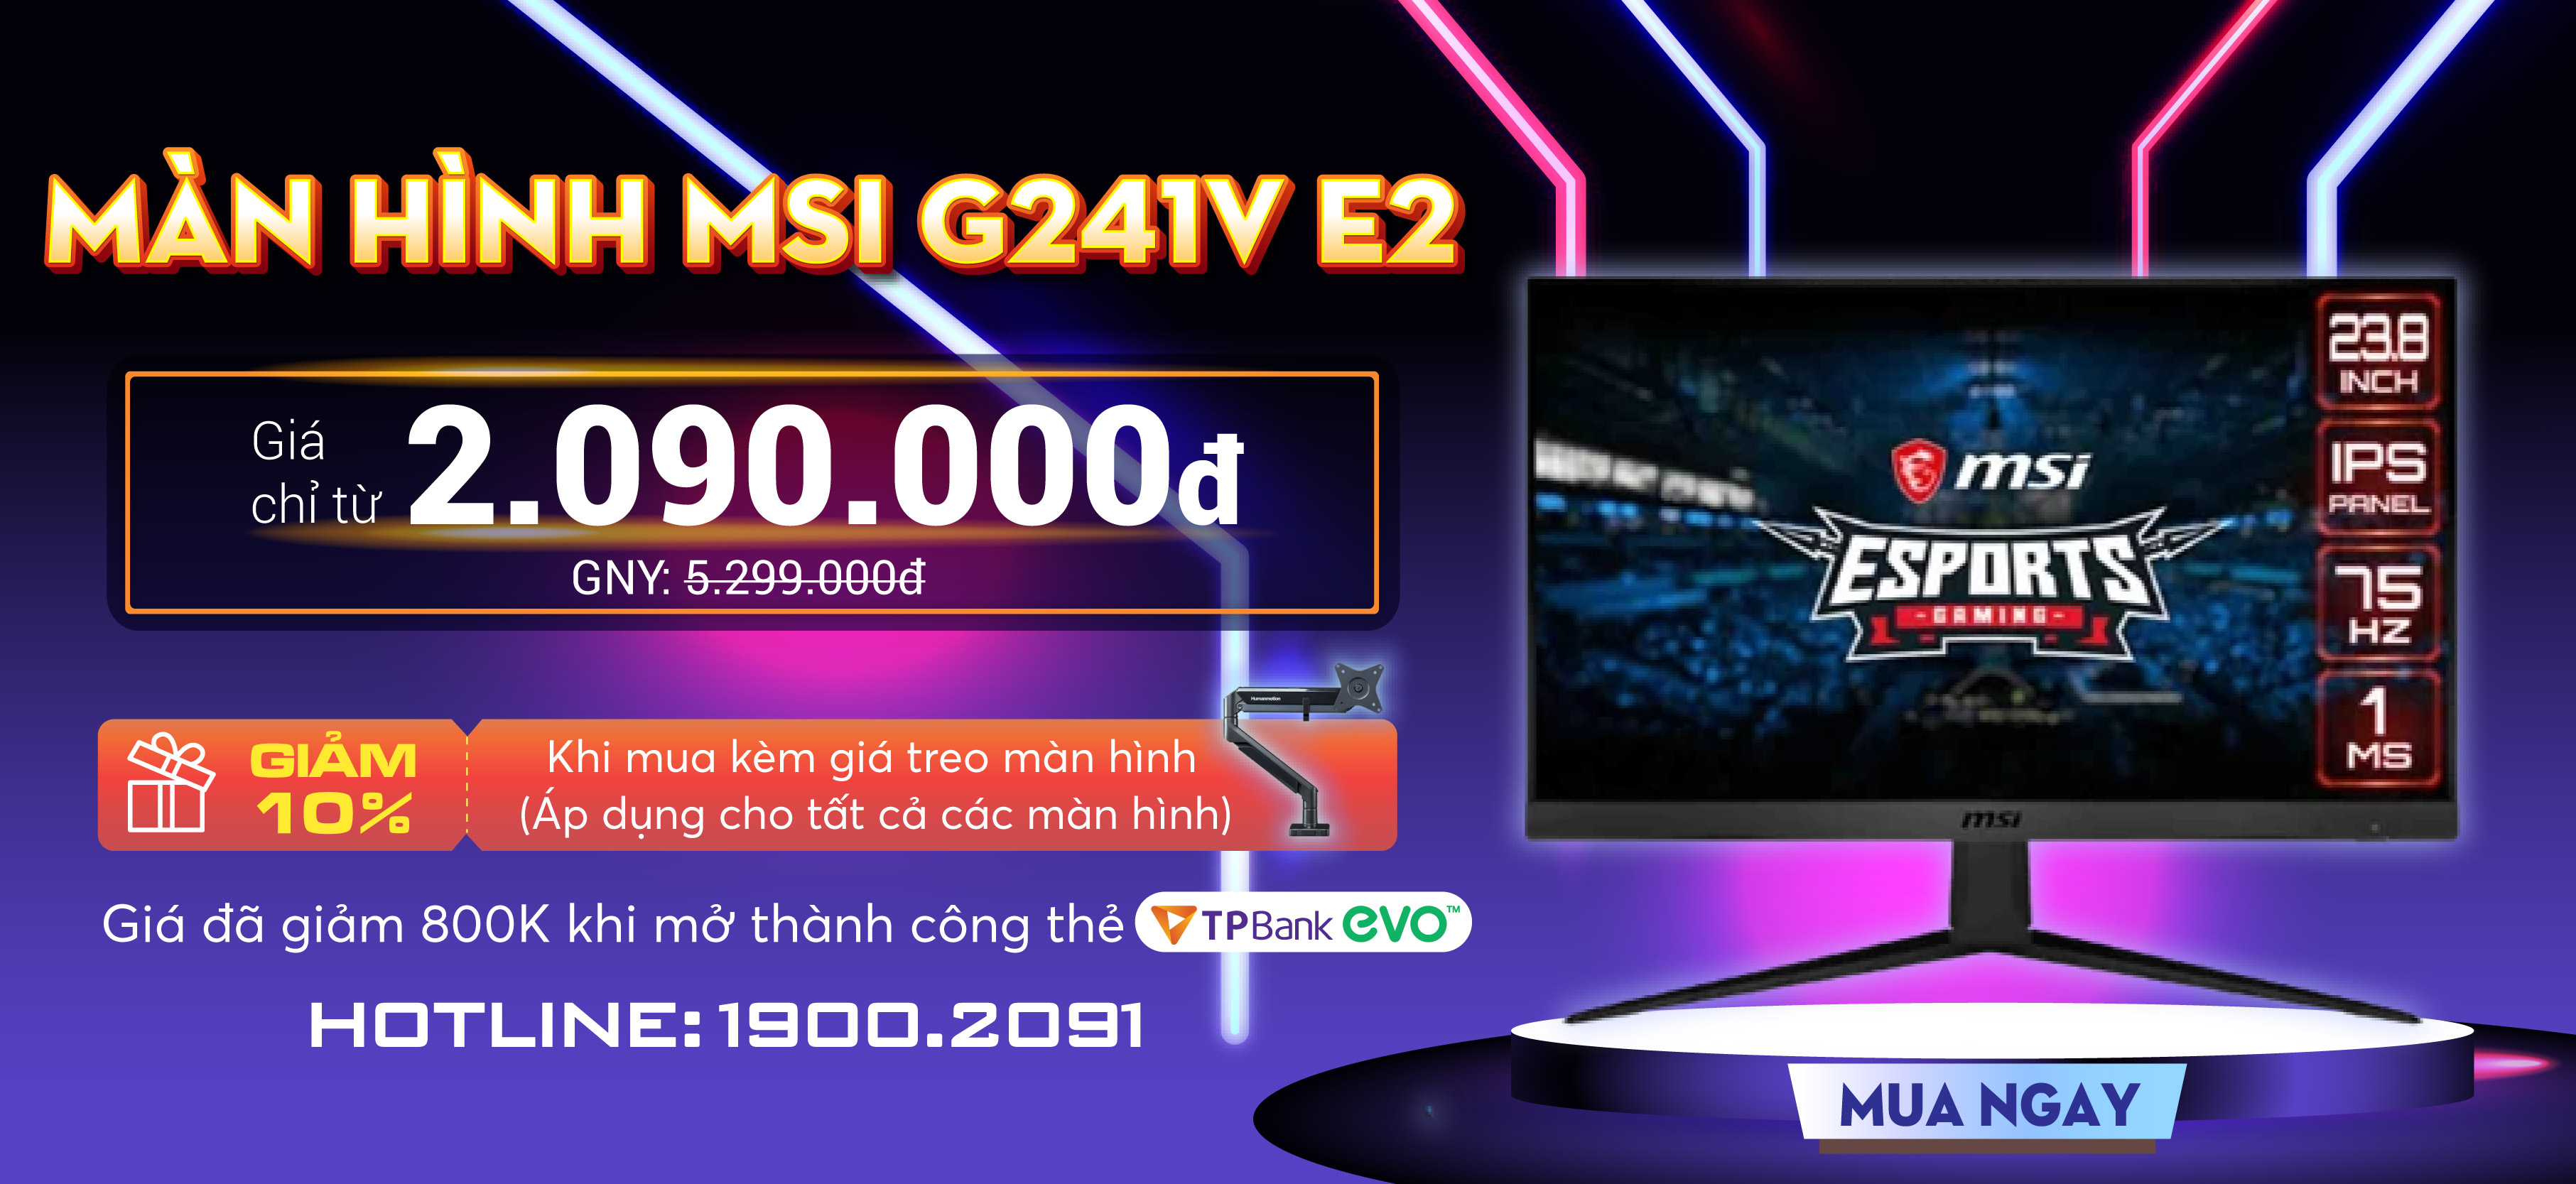 MÀN HÌNH MSI G241V E2
Giá
chỉ từ
2.090.000đ
GNY: 5.299.000đ
GIẢM
10%
Khi mua kèm giá treo màn hình
(Áp dụng cho tất cả các màn hình)
Humanmotion
Giá đã giảm 800K khi mở thành công thẻ TPBank evo™
HOTLINE: 1900.2091
msi
ESPORTS
-GAMING-
23.8
INCH
IPS
PANEL
75
HZ
1
MS
msi
MUA NGAY